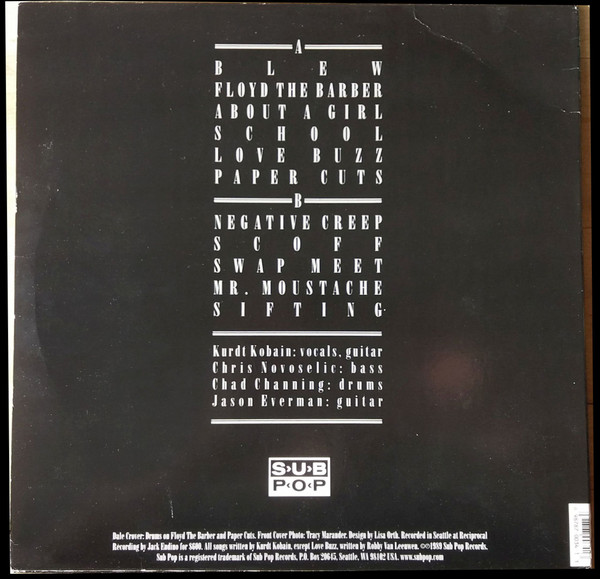 A
BLEW
FLOYD THE BARBER
ABOUT A GIRL
SCHOOL
LOVE BUZZ
PAPER CUTS
B
NEGATIVE CREEP
SCOFF
SWAP MEET
MR. MOUSTACHE
SIFTING
Kurdt Kobain: vocals, guitar
Chris Novoselic: bass
Chad Channing: drums
Jason Everman: guitar
SUB
POP
Dale Crover: Drums on Floyd The Barber and Paper Cuts. Front Cover Photo: Tracy Marander. Design by Lisa Orth. Recorded in Seattle at Reciprocal
Recording by Jack Endino for $600. All songs written by Kurdt Kobain, except Love Buzz, written by Robby Van Leeuwen. ©℗1989 Sub Pop Records.
Sub Pop is a registered trademark of Sub Pop Records. P.O. Box 20645, Seattle, WA 98102 USA. www.subpop.com